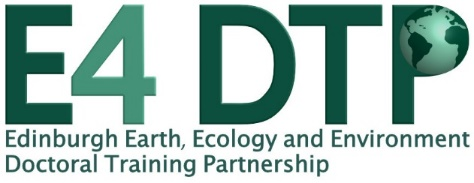 E4 DTP
Edinburgh Earth, Ecology and Environment
Doctoral Training Partnership